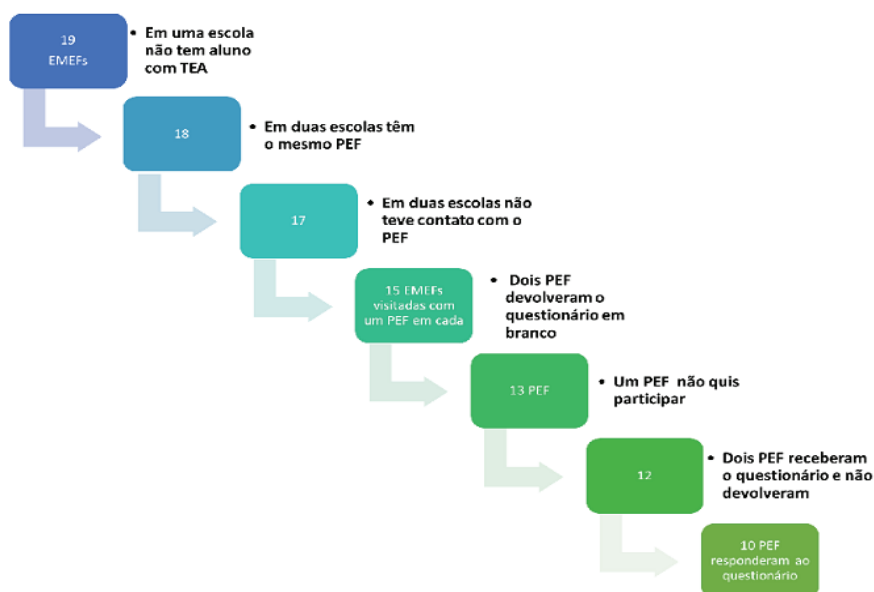 19
EMEFs
• Em uma escola
não tem aluno
com TEA
18
• Em duas escolas têm
o mesmo PEF
17
• Em duas escolas não
teve contato com o
PEF
15 EMEFs
visitadas com
um PEF em cada
• Dois PEF
devolveram o
questionário em
branco
13 PEF
• Um PEF não quis
participar
12
• Dois PEF receberam
o questionário e não
devolveram
10 PEF
responderam ao
questionário